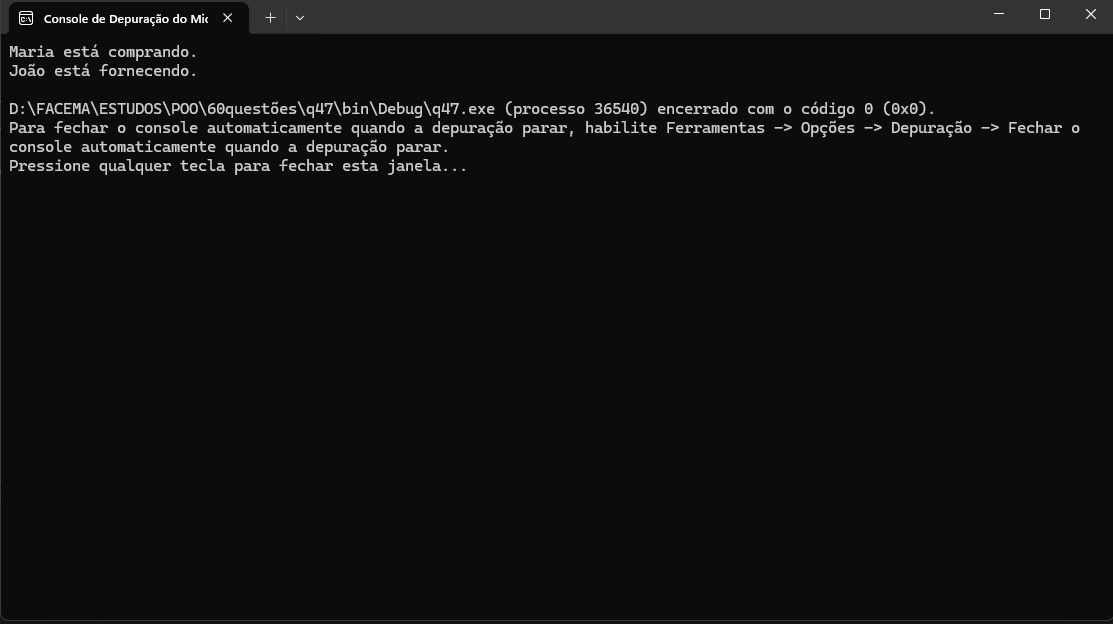 Console de Depuração do Mic
Maria está comprando.
João está fornecendo.
D:\FACEMA\ESTUDOS\POO\60questões\q47\bin\Debug\q47.exe (processo 36540) encerrado com o código 0 (0x0).
Para fechar o console automaticamente quando a depuração parar, habilite Ferramentas -> Opções -> Depuração -> Fechar o
console automaticamente quando a depuração parar.
Pressione qualquer tecla para fechar esta janela...